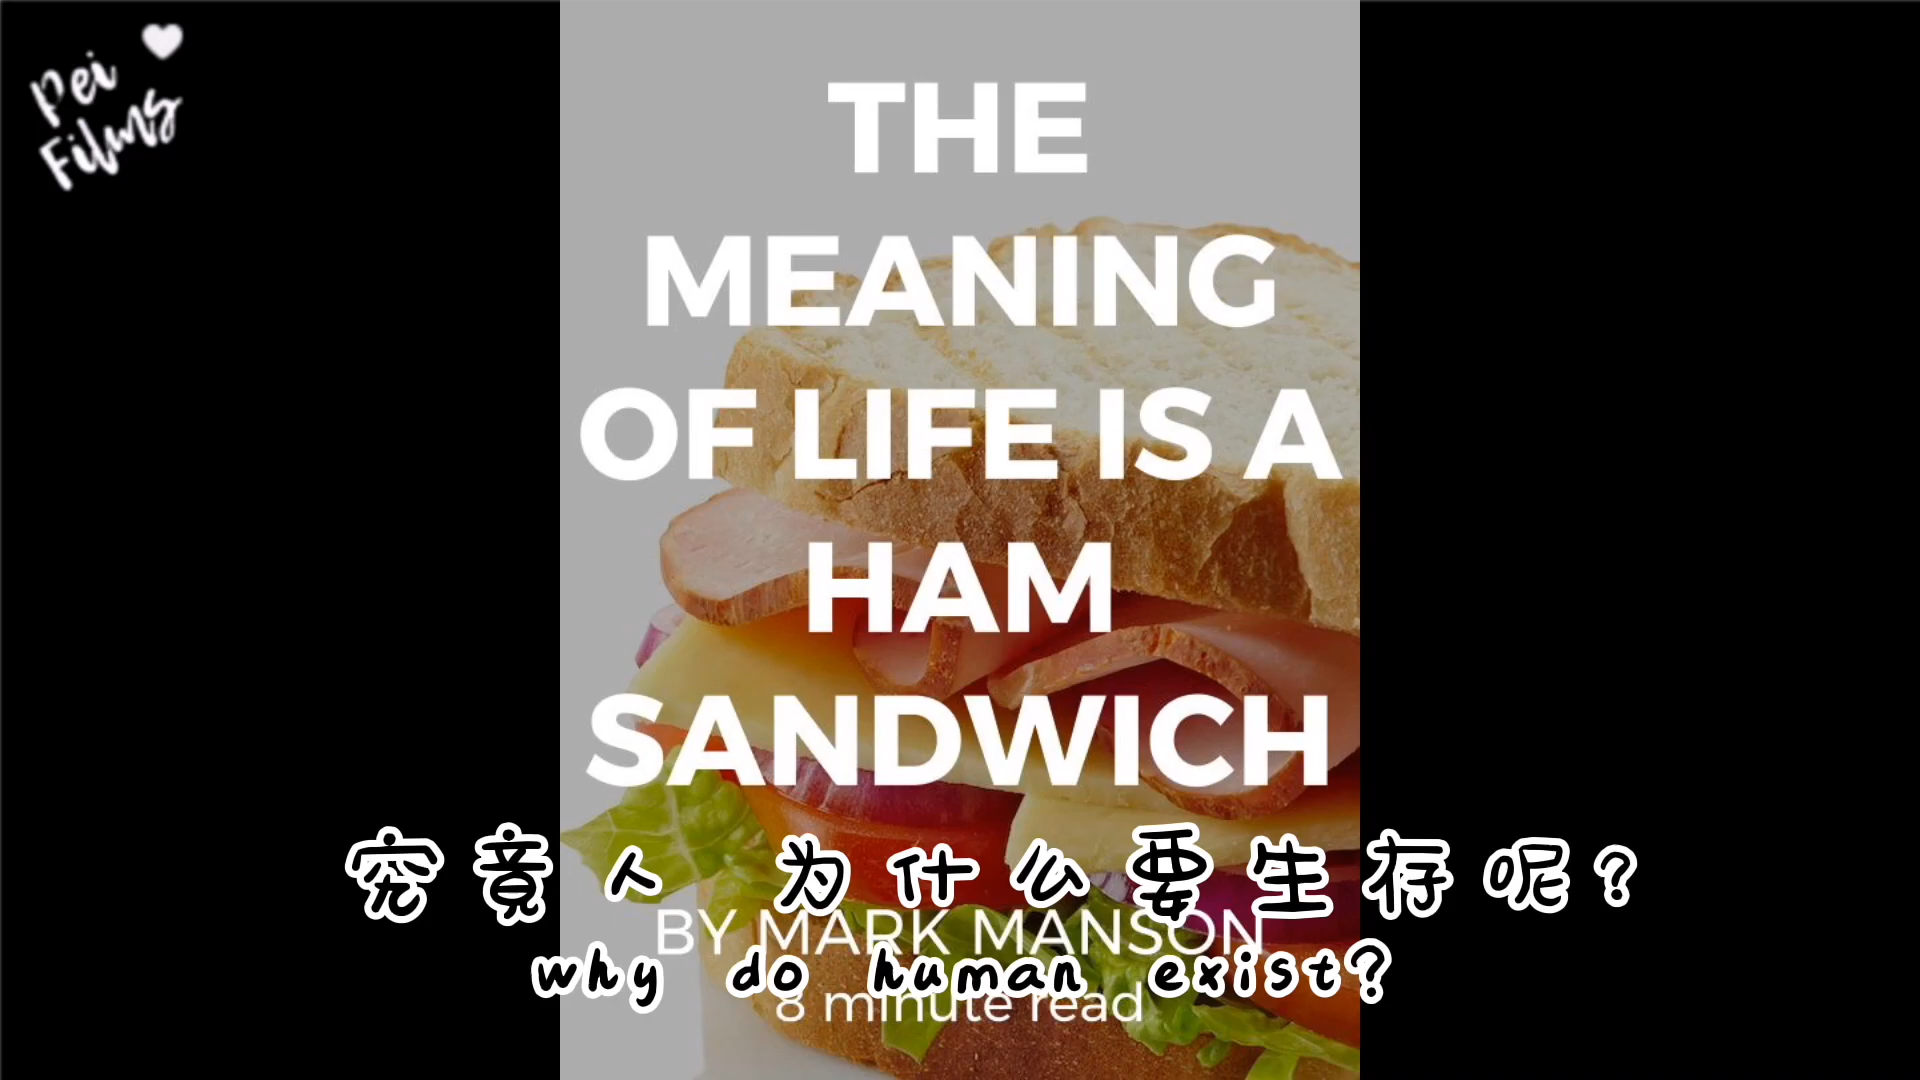 Pei
Films
THE
MEANING
OF LIFE IS A
HAM
SANDWICH
BY MARK MANSON
8 minute read
究竟人 为什么要生存呢?
why do human exist?